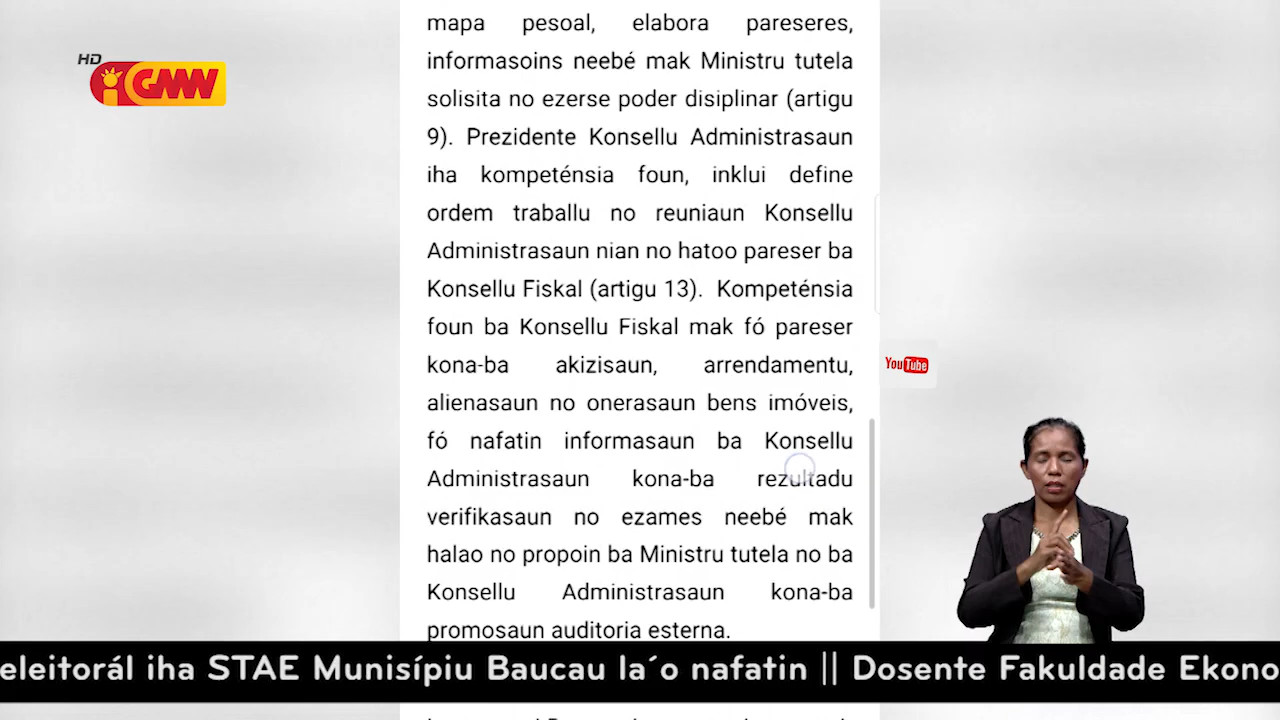 HD
GMN
mapa pesoal, elabora pareseres,
informasoins neebé mak Ministru tutela
solisita no ezerse poder disiplinar (artigu
9). Prezidente Konsellu Administrasaun
iha kompeténsia foun, inklui define
ordem traballu no reuniaun Konsellu
Administrasaun nian no hatoo pareser ba
Konsellu Fiskal (artigu 13). Kompeténsia
foun ba Konsellu Fiskal mak fó pareser
kona-ba akizisaun, arrendamentu,
alienasaun no onerasaun bens imóveis,
fó nafatin informasaun ba Konsellu
Administrasaun kona-ba rezultadu
verifikasaun no ezames neebé mak
halao no propoin ba Ministru tutela no ba
Konsellu Administrasaun kona-ba
promosaun auditoria esterna.
YouTube
eleitorál iha STAE Munisípiu Baucau la´o nafatin || Dosente Fakuldade Ekono